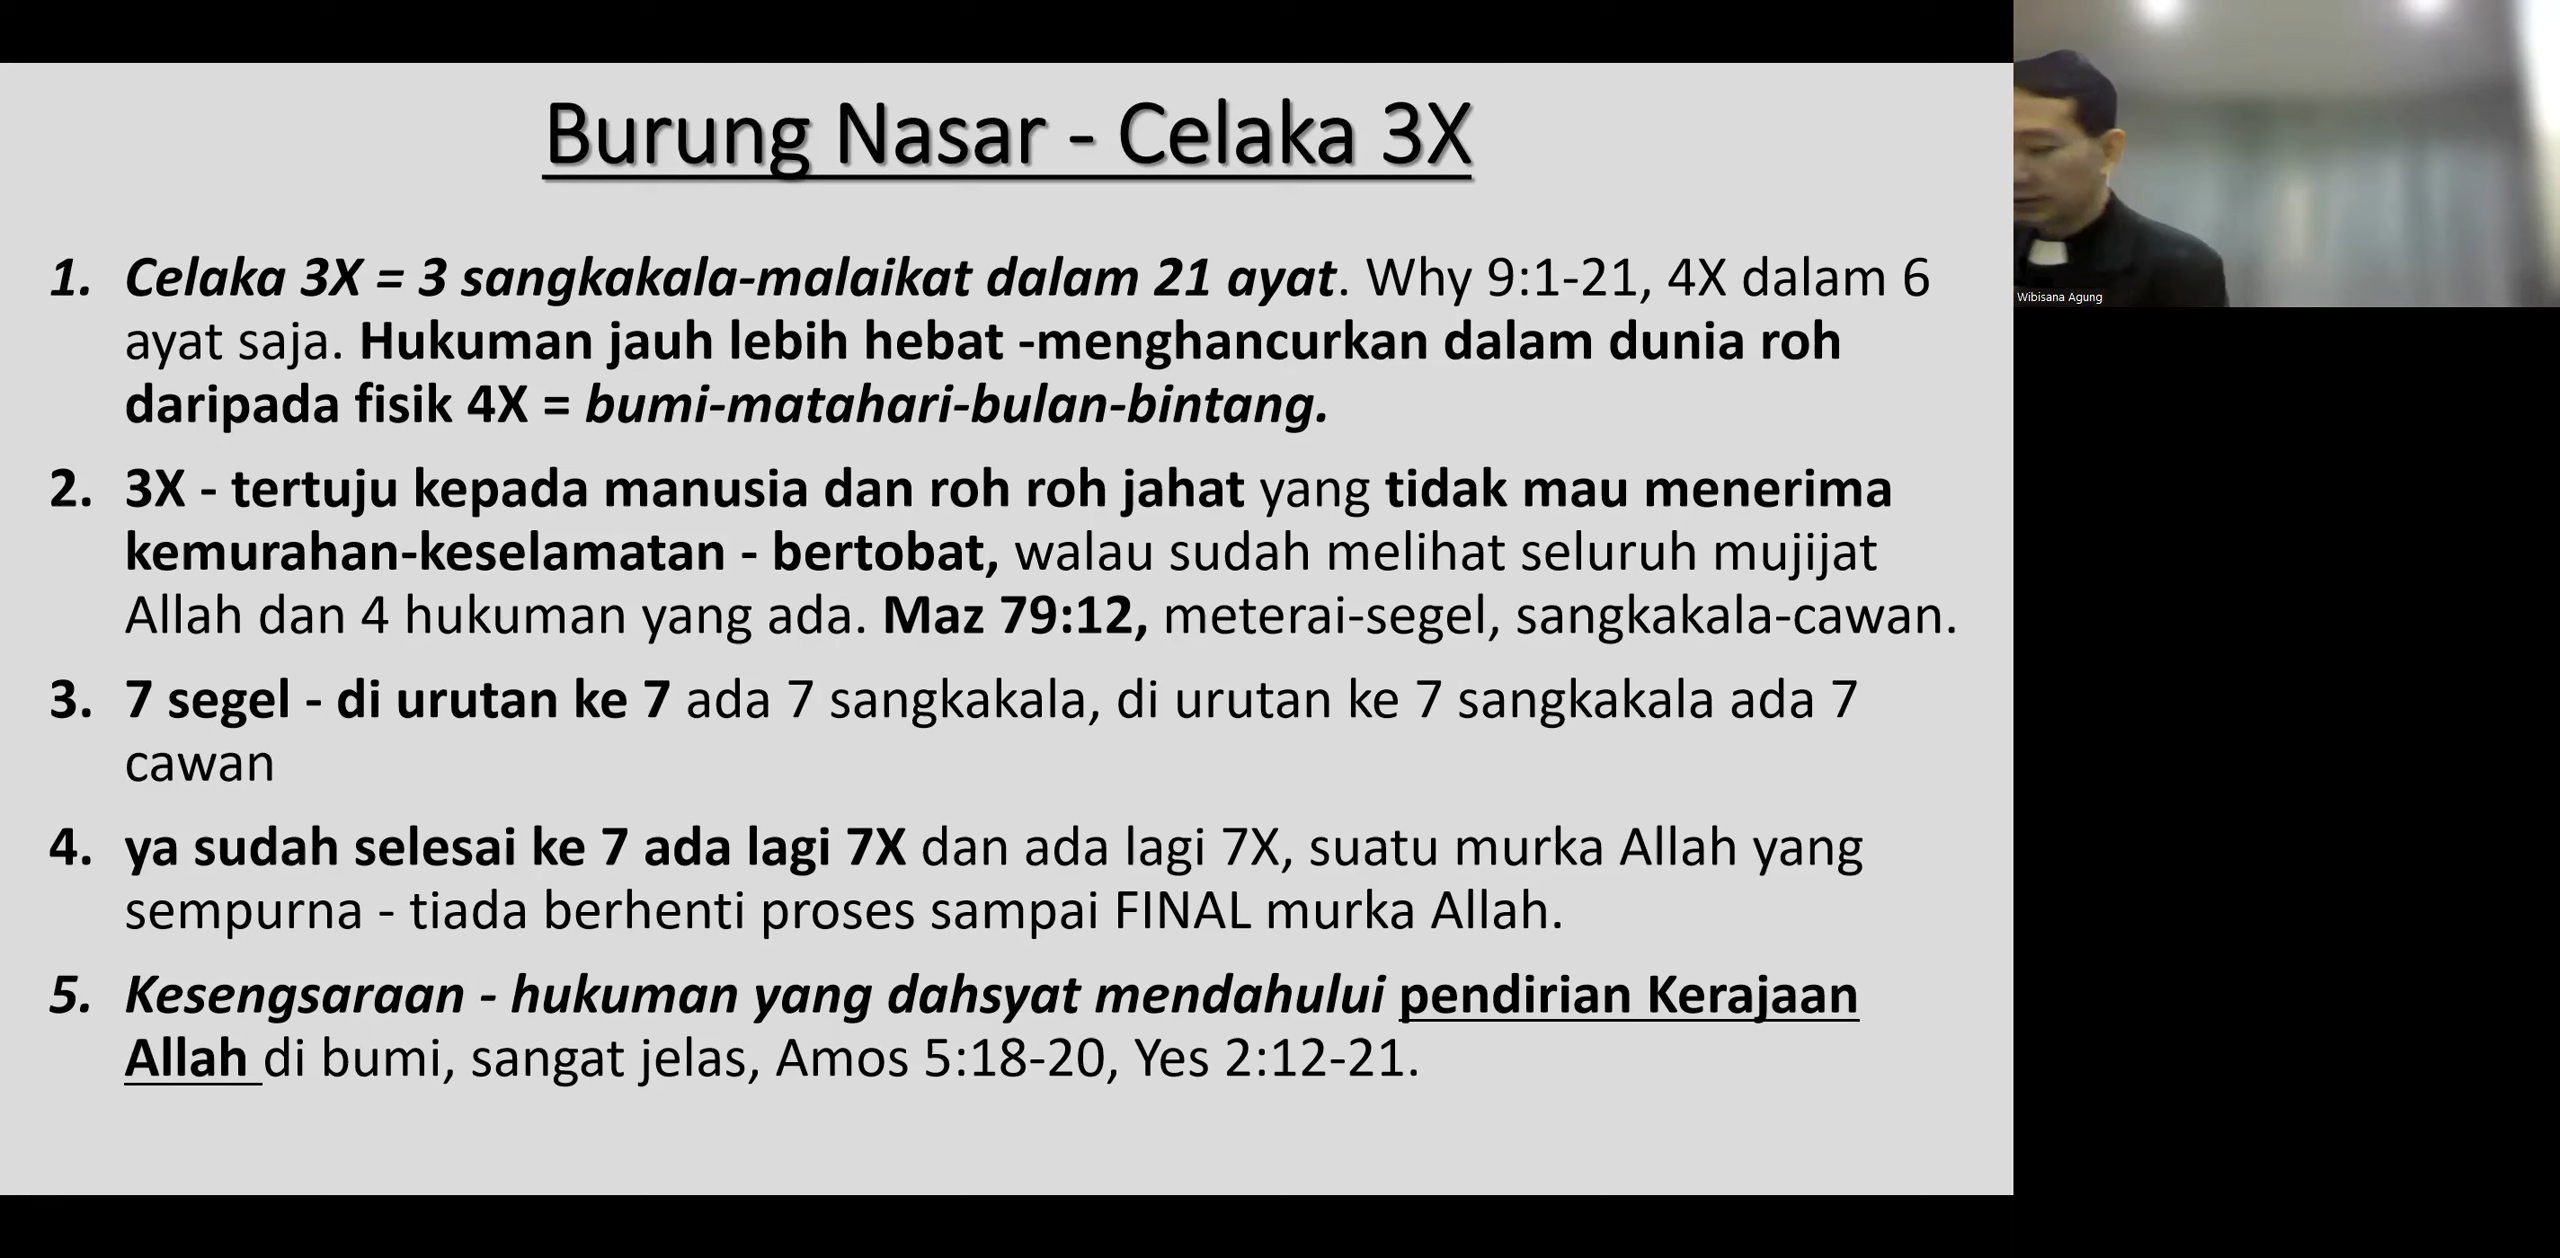 Burung Nasar - Celaka 3X
1. Celaka 3X = 3 sangkakala-malaikat dalam 21 ayat. Why 9:1-21, 4X dalam 6
ayat saja. Hukuman jauh lebih hebat -menghancurkan dalam dunia roh
daripada fisik 4X = bumi-matahari-bulan-bintang.
2. 3X - tertuju kepada manusia dan roh roh jahat yang tidak mau menerima
kemurahan-keselamatan - bertobat, walau sudah melihat seluruh mujijat
Allah dan 4 hukuman yang ada. Maz 79:12, meterai-segel, sangkakala-cawan.
3. 7 segel - di urutan ke 7 ada 7 sangkakala, di urutan ke 7 sangkakala ada 7
cawan
4. ya sudah selesai ke 7 ada lagi 7X dan ada lagi 7X, suatu murka Allah yang
sempurna - tiada berhenti proses sampai FINAL murka Allah.
5. Kesengsaraan - hukuman yang dahsyat mendahului pendirian Kerajaan
Allah di bumi, sangat jelas, Amos 5:18-20, Yes 2:12-21.
Wibisana Agung